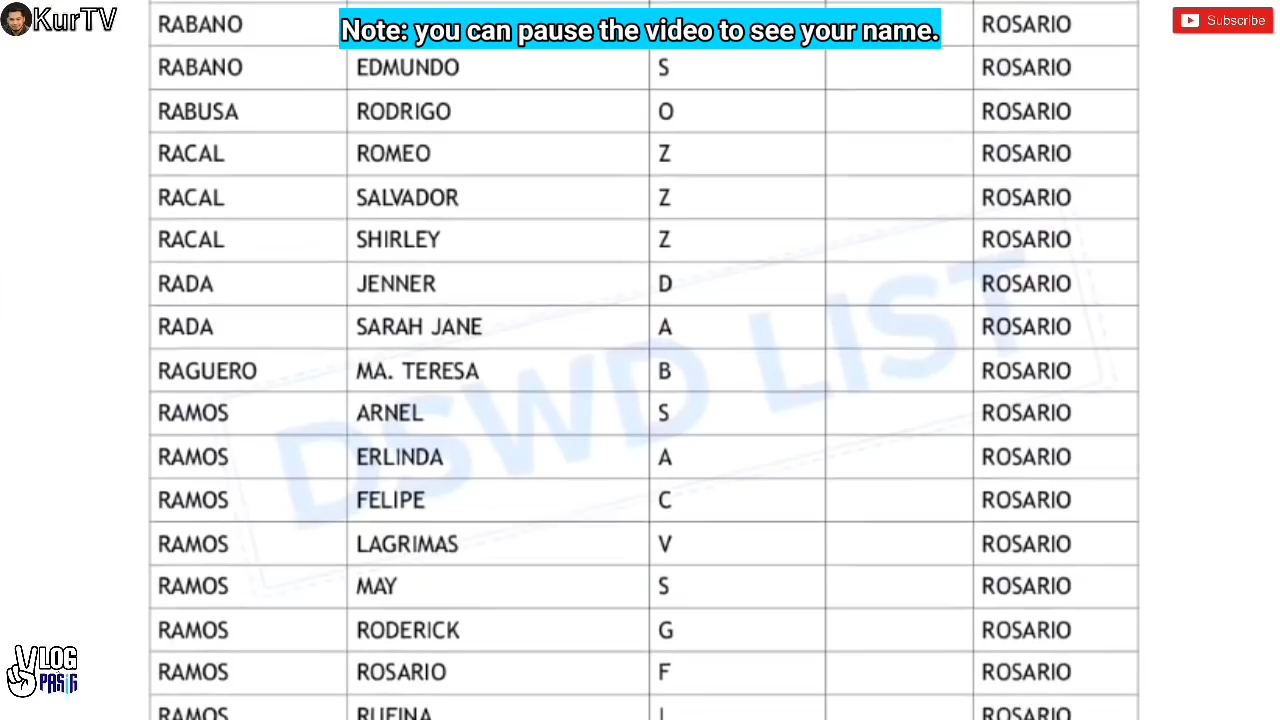 KurTV
Note: you can pause the video to see your name.
Subscribe
RABANO ROSARIO
RABANO EDMUNDO S ROSARIO
RABUSA RODRIGO O ROSARIO
RACAL ROMEO Z ROSARIO
RACAL SALVADOR Z ROSARIO
RACAL SHIRLEY Z ROSARIO
RADA JENNER D ROSARIO
RADA SARAH JANE A ROSARIO
RAGUERO MA. TERESA B ROSARIO
RAMOS ARNEL S ROSARIO
RAMOS ERLINDA A ROSARIO
RAMOS FELIPE C ROSARIO
RAMOS LAGRIMAS V ROSARIO
RAMOS MAY S ROSARIO
RAMOS RODERICK G ROSARIO
RAMOS ROSARIO F ROSARIO
RAMOS RUFINA ROSARIO
DSWD LIST
VLOG
PASIG